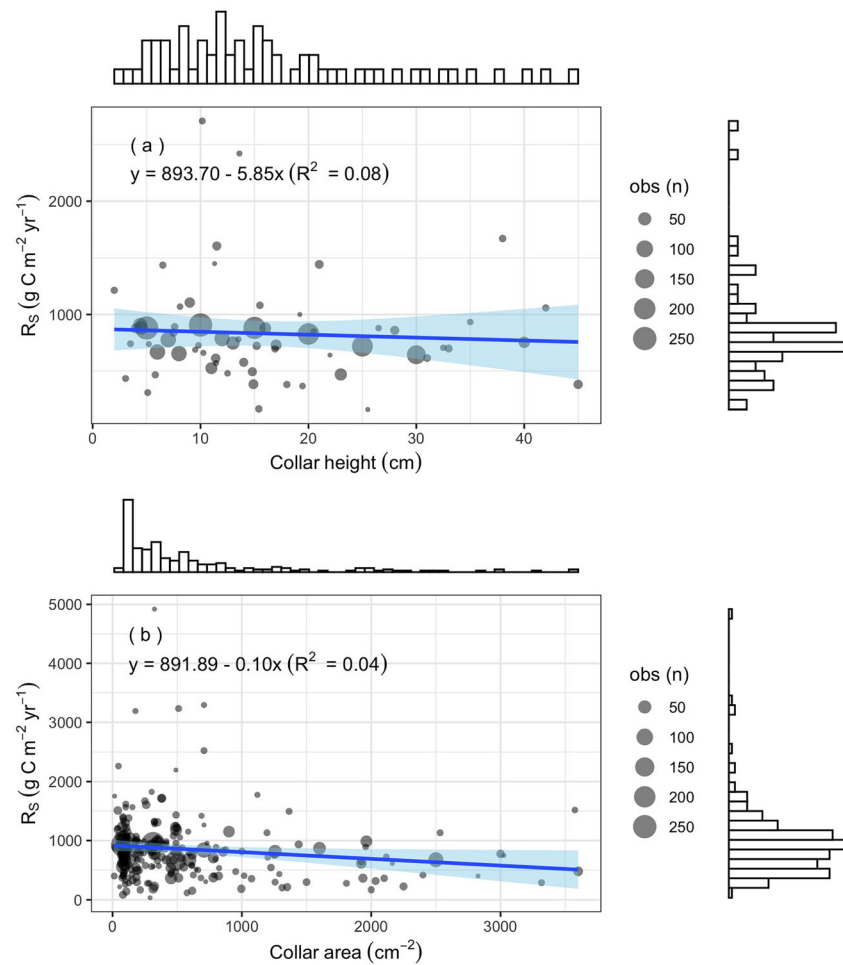 ( a )
y = 893.70 - 5.85x (R² = 0.08)
2000
1000
R_S (g C m⁻² yr⁻¹)
0 10 20 30 40
Collar height (cm)
obs (n)
50
100
150
200
250
( b )
y = 891.89 - 0.10x (R² = 0.04)
5000
4000
3000
2000
1000
0
R_S (g C m⁻² yr⁻¹)
0 1000 2000 3000
Collar area (cm⁻²)
obs (n)
50
100
150
200
250